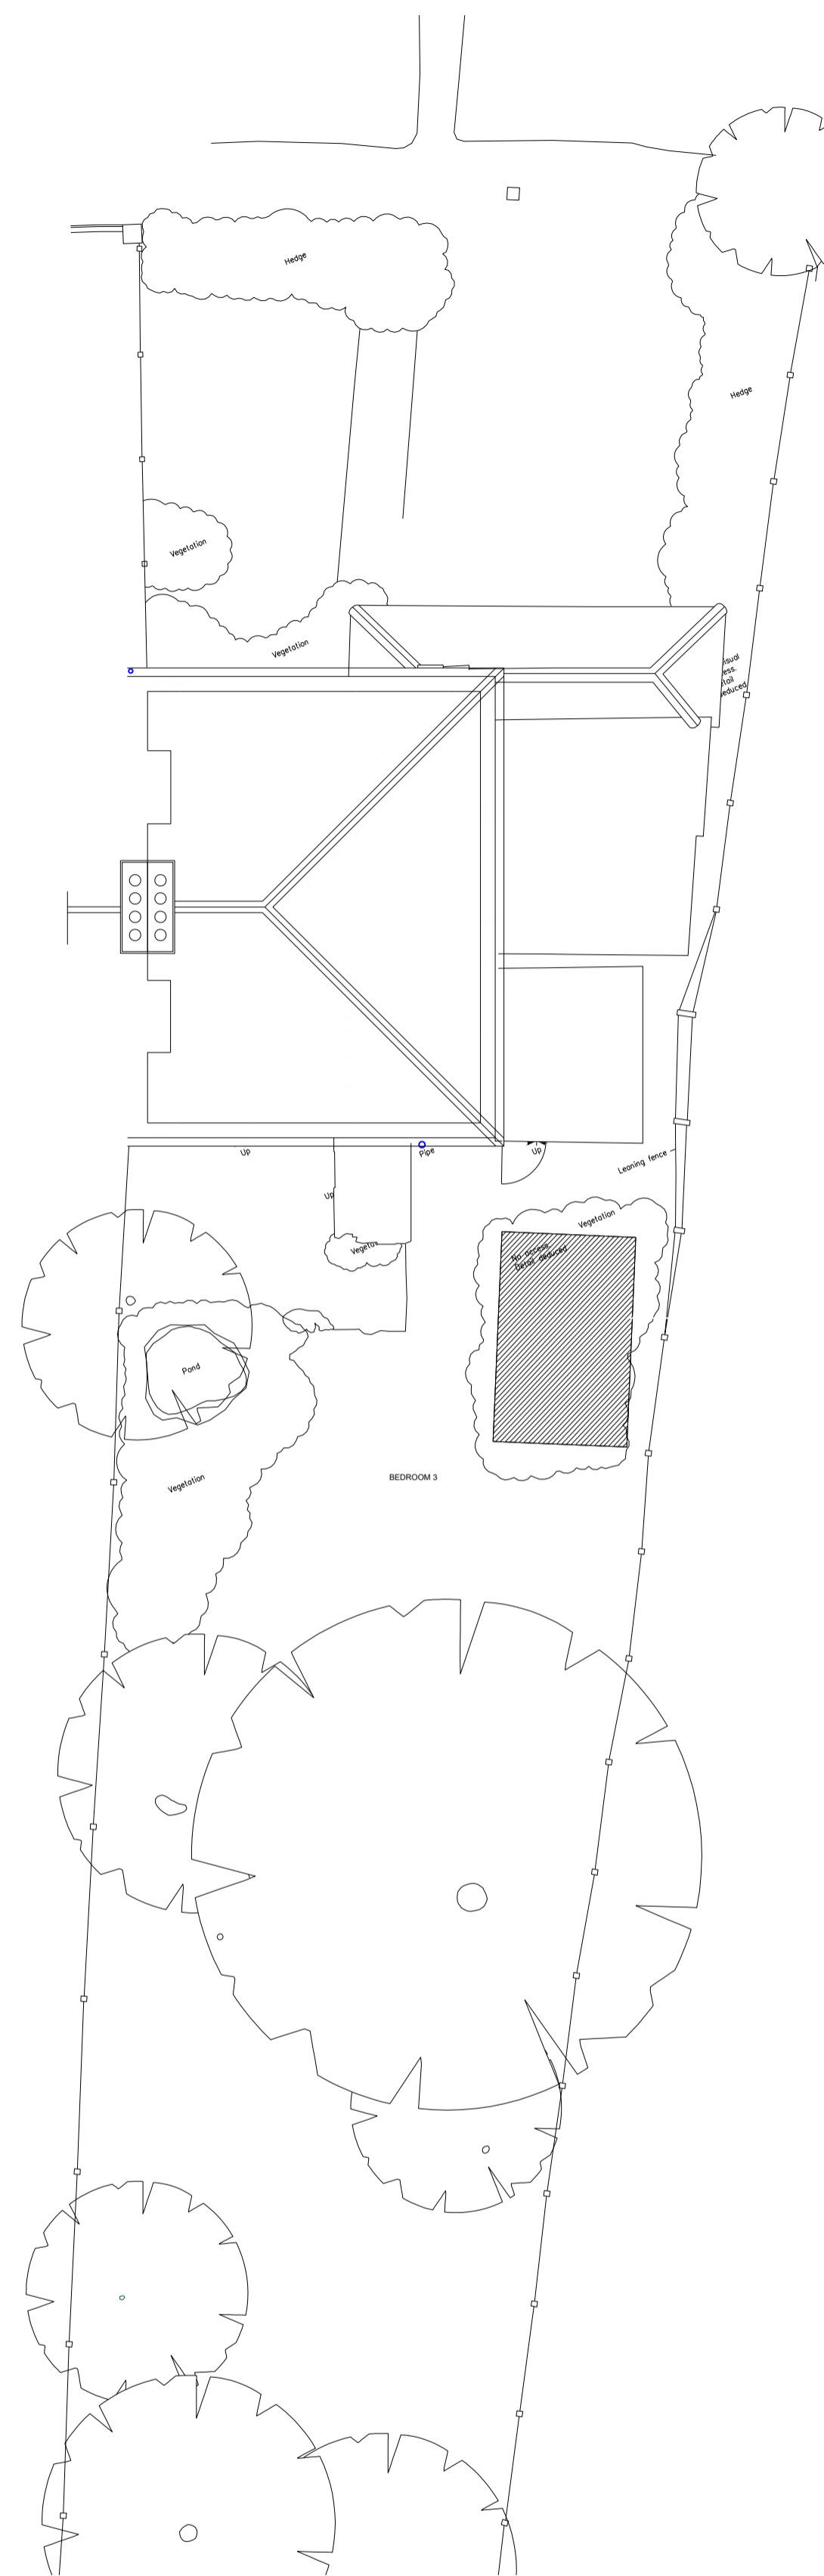 Hedge
Hedge
Vegetation
Vegetation
deduced
Up
Pipe
Up
Leaning fence
Up
Vegetation
No access.
Detail deduced
Pond
Vegetation
BEDROOM 3